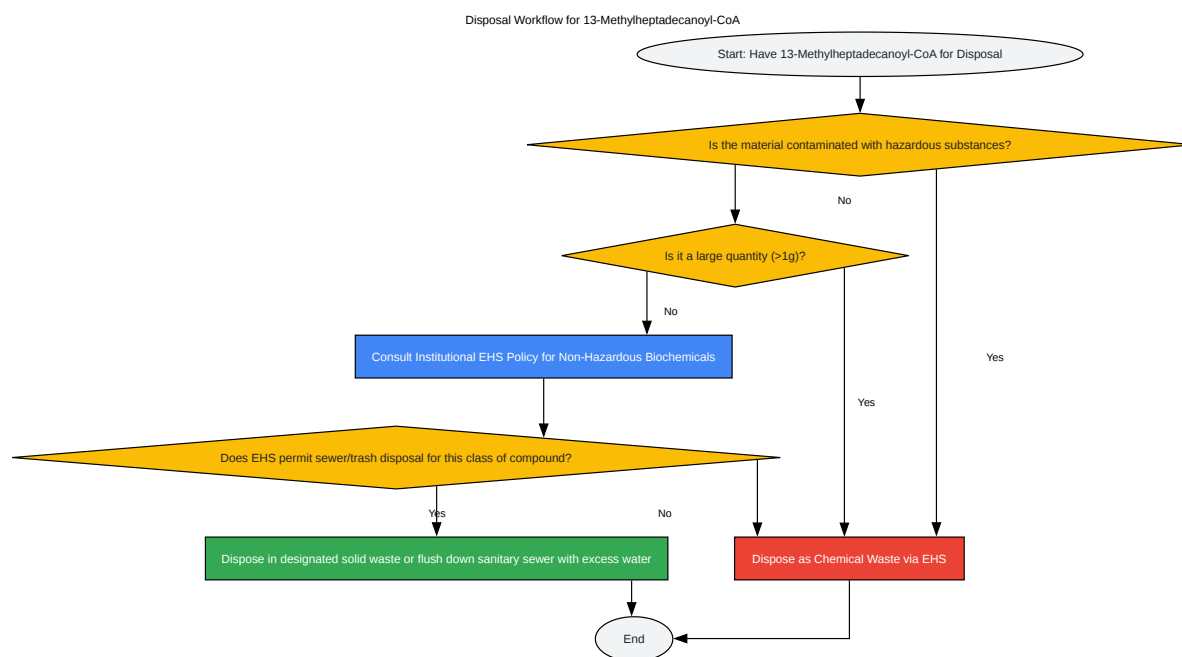 Disposal Workflow for 13-Methylheptadecanoyl-CoA
Start: Have 13-Methylheptadecanoyl-CoA for Disposal
Is the material contaminated with hazardous substances?
No
Is it a large quantity (>1g)?
No
Consult Institutional EHS Policy for Non-Hazardous Biochemicals
Yes
Yes
Does EHS permit sewer/trash disposal for this class of compound?
Yes
No
Dispose in designated solid waste or flush down sanitary sewer with excess water
Dispose as Chemical Waste via EHS
End